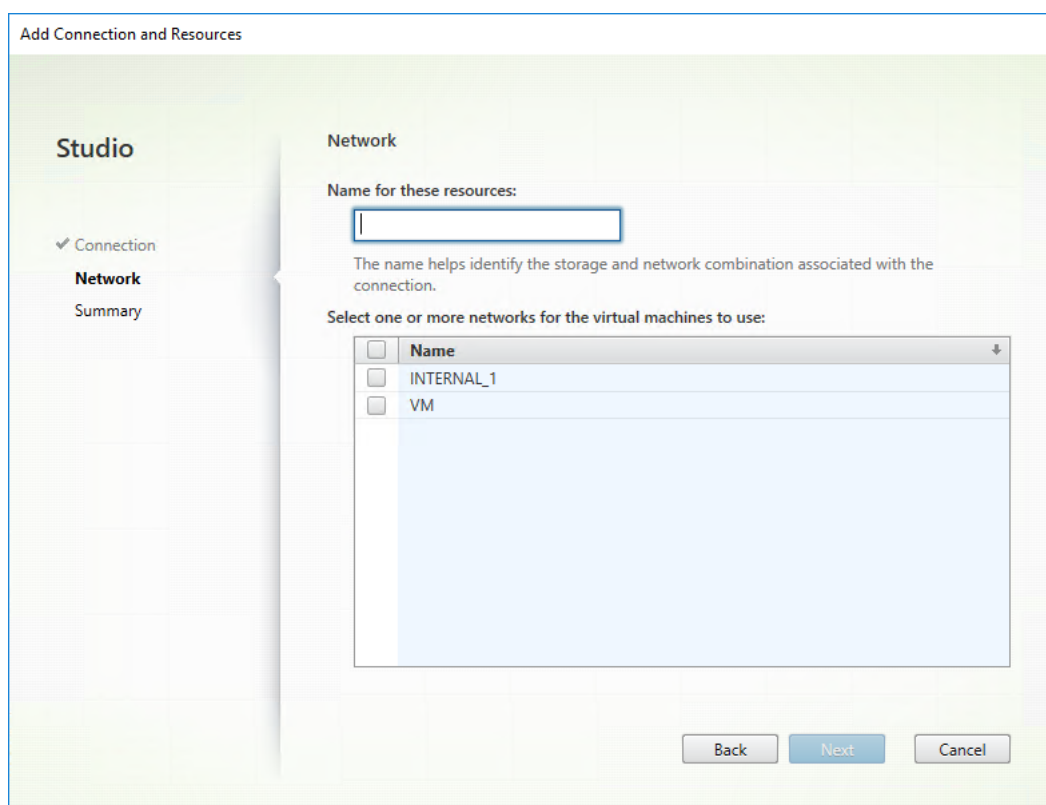 Add Connection and Resources
Studio
✔ Connection
Network
Summary
Network
Name for these resources:
The name helps identify the storage and network combination associated with the
connection.
Select one or more networks for the virtual machines to use:
Name
INTERNAL_1
VM
Back Next Cancel